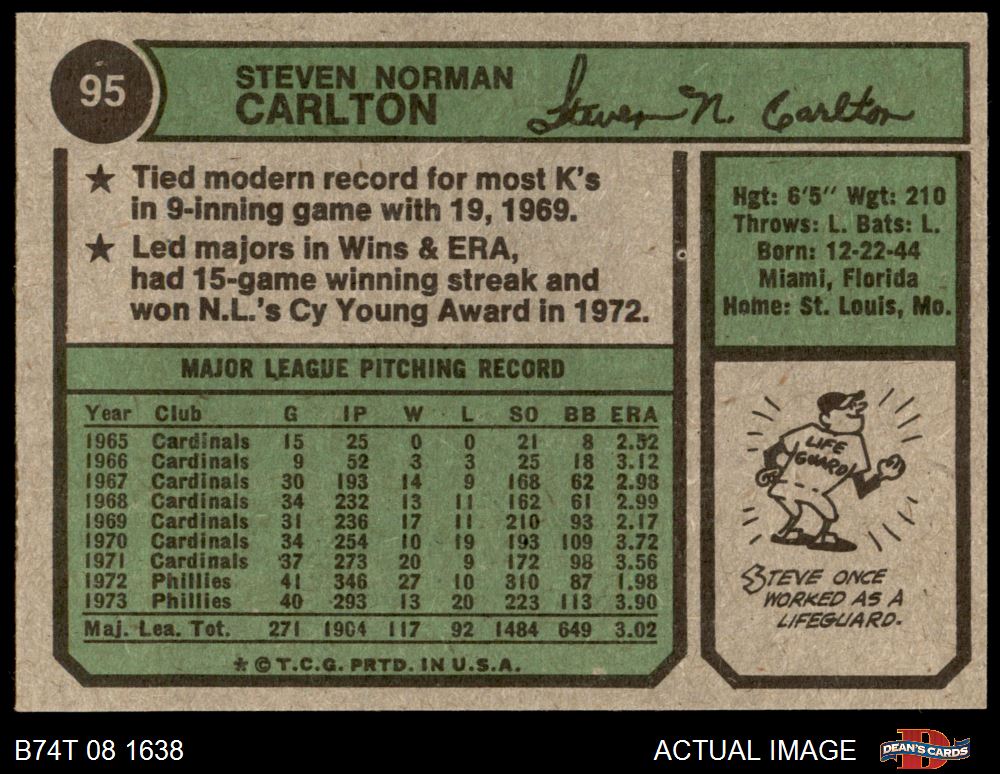 95
STEVEN NORMAN
CARLTON
Steven N. Carlton
★ Tied modern record for most K's
in 9-inning game with 19, 1969.
★ Led majors in Wins & ERA,
had 15-game winning streak and
won N.L.'s Cy Young Award in 1972.
Hgt: 6'5'' Wgt: 210
Throws: L. Bats: L.
Born: 12-22-44
Miami, Florida
Home: St. Louis, Mo.
MAJOR LEAGUE PITCHING RECORD
Year Club G IP W L SO BB ERA
1965 Cardinals 15 25 0 0 21 8 2.52
1966 Cardinals 9 52 3 3 25 18 3.12
1967 Cardinals 30 193 14 9 168 62 2.98
1968 Cardinals 34 232 13 11 162 61 2.99
1969 Cardinals 31 236 17 11 210 93 2.17
1970 Cardinals 34 254 10 19 193 109 3.72
1971 Cardinals 37 273 20 9 172 98 3.56
1972 Phillies 41 346 27 10 310 87 1.98
1973 Phillies 40 293 13 20 223 113 3.90
Maj. Lea. Tot. 271 1904 117 92 1484 649 3.02
★ © T.C.G. PRTD. IN U.S.A.
LIFE
GUARD
STEVE ONCE
WORKED AS A
LIFEGUARD.
B74T 08 1638
ACTUAL IMAGE
DEAN'S CARDS